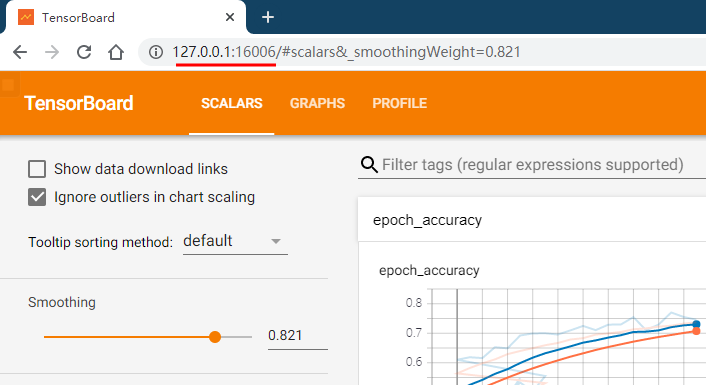 TensorBoard
127.0.0.1:16006/#scalars&_smoothingWeight=0.821
TensorBoard SCALARS GRAPHS PROFILE
Show data download links
Ignore outliers in chart scaling
Tooltip sorting method: default
Smoothing
0.821
Filter tags (regular expressions supported)
epoch_accuracy
epoch_accuracy
0.8
0.7
0.6